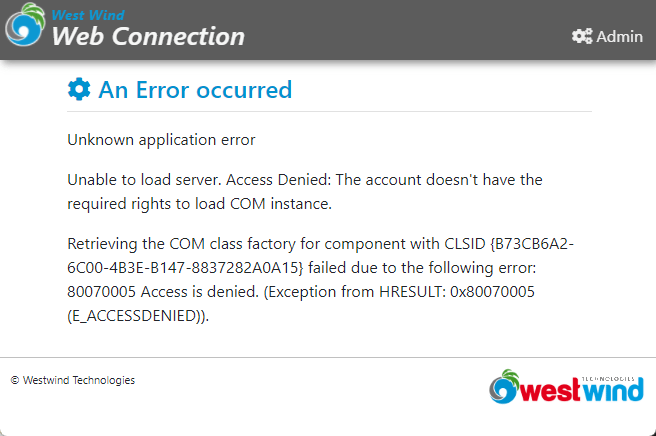 West Wind
Web Connection
Admin
An Error occurred
Unknown application error
Unable to load server. Access Denied: The account doesn't have the
required rights to load COM instance.
Retrieving the COM class factory for component with CLSID {B73CB6A2-
6C00-4B3E-B147-8837282A0A15} failed due to the following error:
80070005 Access is denied. (Exception from HRESULT: 0x80070005
(E_ACCESSDENIED)).
© Westwind Technologies
TECHNOLOGIES
westwind